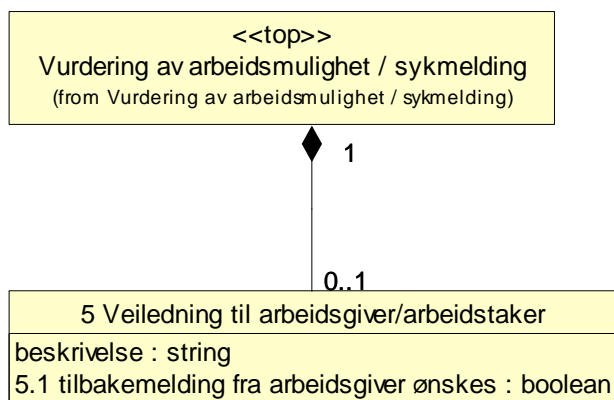 <<top>>
Vurdering av arbeidsmulighet / sykmelding
(from Vurdering av arbeidsmulighet / sykmelding)
1
0..1
5 Veiledning til arbeidsgiver/arbeidstaker
beskrivelse : string
5.1 tilbakemelding fra arbeidsgiver ønskes : boolean